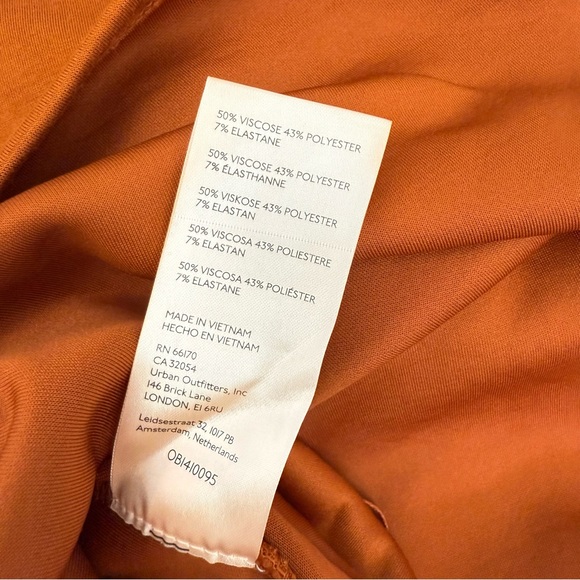 50% VISCOSE 43% POLYESTER
7% ELASTANE
50% VISCOSE 43% POLYESTER
7% ÉLASTHANNE
50% VISKOSE 43% POLYESTER
7% ELASTAN
50% VISCOSA 43% POLIESTERE
7% ELASTAN
50% VISCOSA 43% POLIÉSTER
7% ELASTANE
MADE IN VIETNAM
HECHO EN VIETNAM
RN 66170
CA 32054
Urban Outfitters, Inc
146 Brick Lane
LONDON, E1 6RU
Leidsestraat 32, 1017 PB
Amsterdam, Netherlands
OB1410095